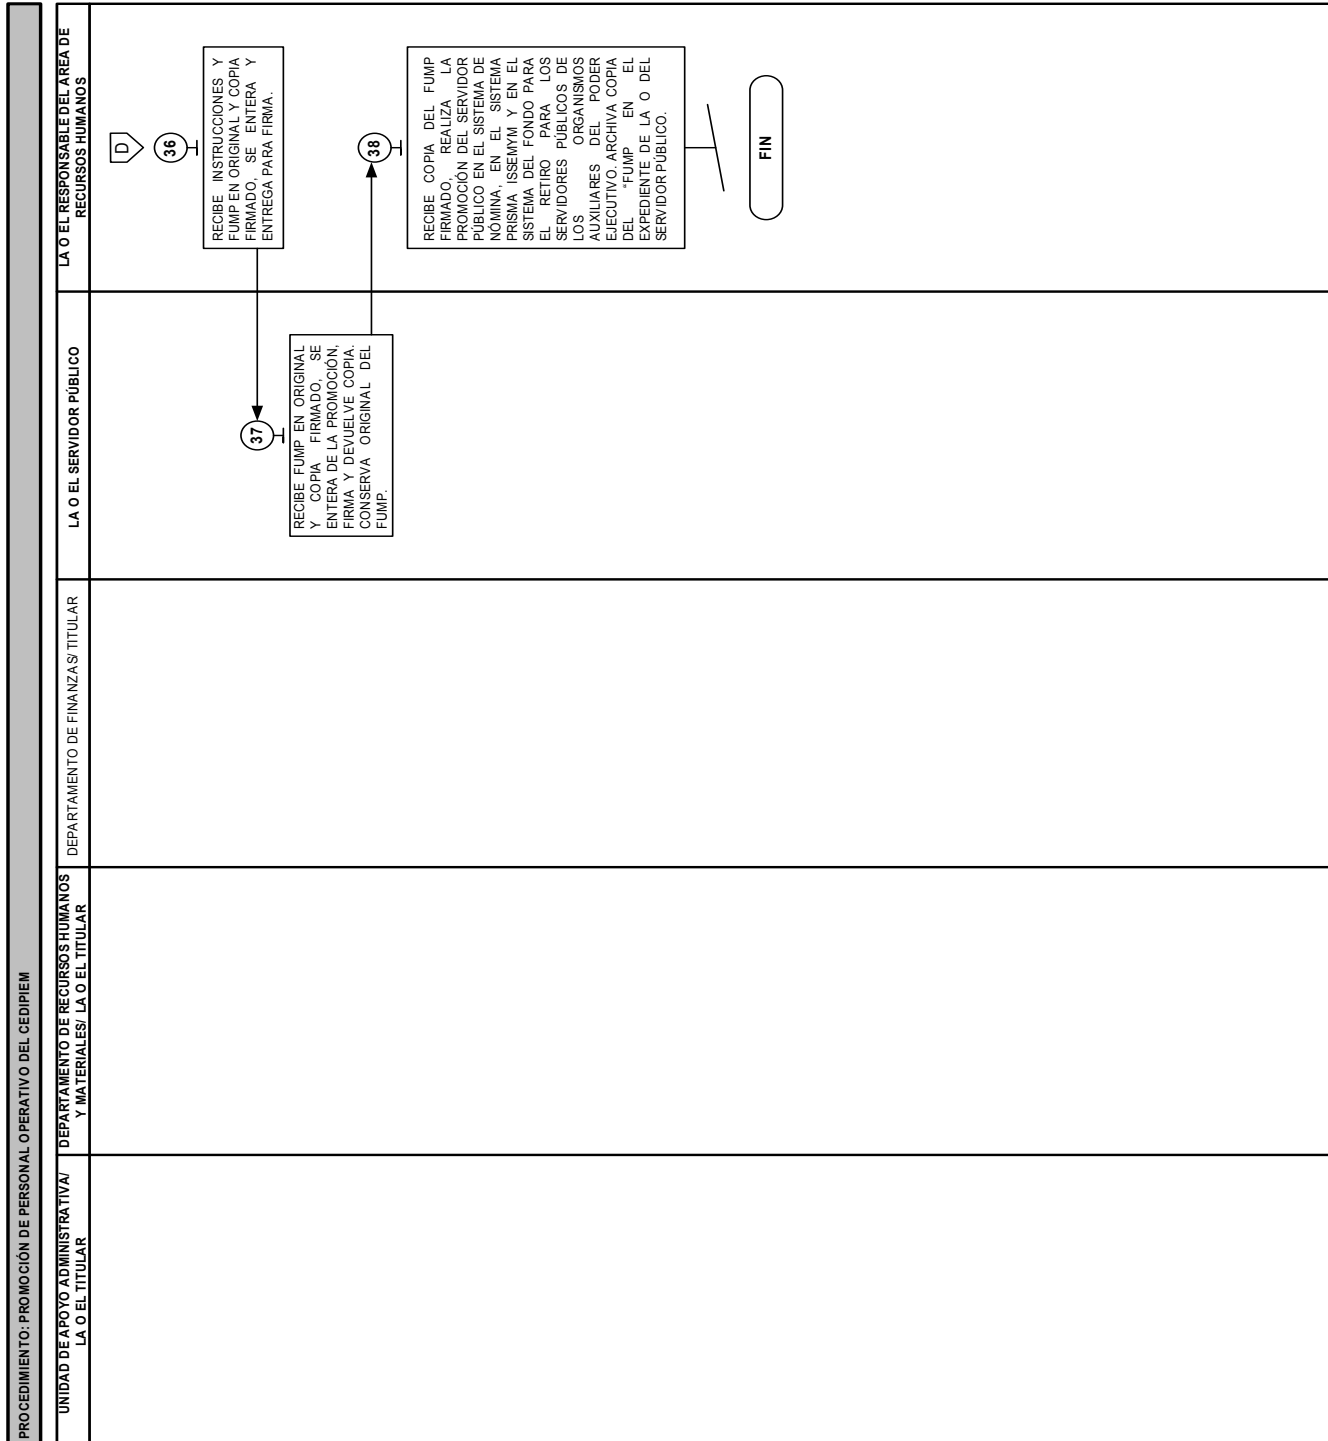 PROCEDIMIENTO: PROMOCIÓN DE PERSONAL OPERATIVO DEL CEDIPIEM
UNIDAD DE APOYO ADMINISTRATIVA/
LA O EL TITULAR
DEPARTAMENTO DE RECURSOS HUMANOS
Y MATERIALES/ LA O EL TITULAR
DEPARTAMENTO DE FINANZAS/ TITULAR
LA O EL SERVIDOR PÚBLICO
LA O EL RESPONSABLE DEL ÁREA DE
RECURSOS HUMANOS
D
36
RECIBE INSTRUCCIONES Y
FUMP EN ORIGINAL Y COPIA
FIRMADO, SE ENTERA Y
ENTREGA PARA FIRMA.
37
RECIBE FUMP EN ORIGINAL
Y COPIA FIRMADO, SE
ENTERA DE LA PROMOCIÓN,
FIRMA Y DEVUELVE COPIA.
CONSERVA ORIGINAL DEL
FUMP.
38
RECIBE COPIA DEL FUMP
FIRMADO, REALIZA LA
PROMOCIÓN DEL SERVIDOR
PÚBLICO EN EL SISTEMA DE
NÓMINA, EN EL SISTEMA
PRISMA ISSEMYM Y EN EL
SISTEMA DEL FONDO PARA
EL RETIRO PARA LOS
SERVIDORES PÚBLICOS DE
LOS ORGANISMOS
AUXILIARES DEL PODER
EJECUTIVO. ARCHIVA COPIA
DEL “FUMP EN EL
EXPEDIENTE DE LA O DEL
SERVIDOR PÚBLICO.
FIN